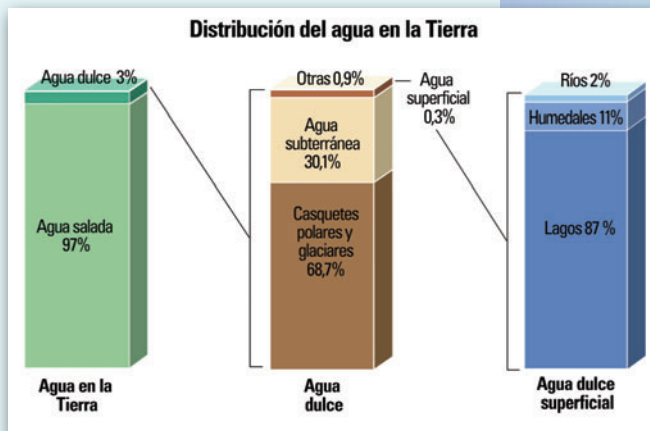 Distribución del agua en la Tierra
Agua dulce 3%
Agua salada
97%
Agua en la
Tierra
Otras 0,9%
Agua
superficial
0,3%
Agua
subterránea
30,1%
Casquetes
polares y
glaciares
68,7%
Agua
dulce
Ríos 2%
Humedales 11%
Lagos 87 %
Agua dulce
superficial